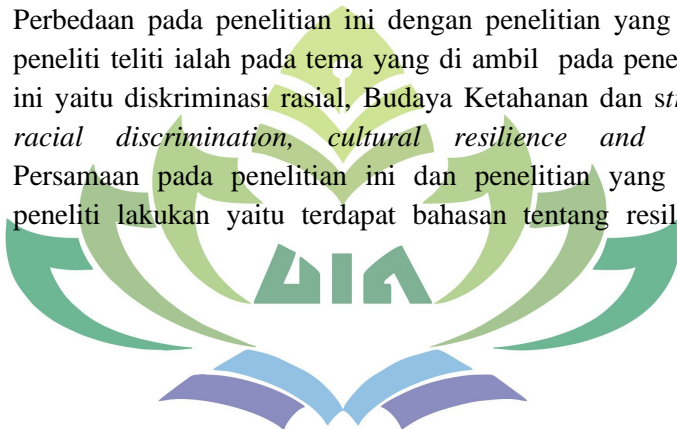 Perbedaan pada penelitian ini dengan penelitian yang
peneliti teliti ialah pada tema yang di ambil pada pene
ini yaitu diskriminasi rasial, Budaya Ketahanan dan st
racial discrimination, cultural resilience and
Persamaan pada penelitian ini dan penelitian yang
peneliti lakukan yaitu terdapat bahasan tentang resil
UIN